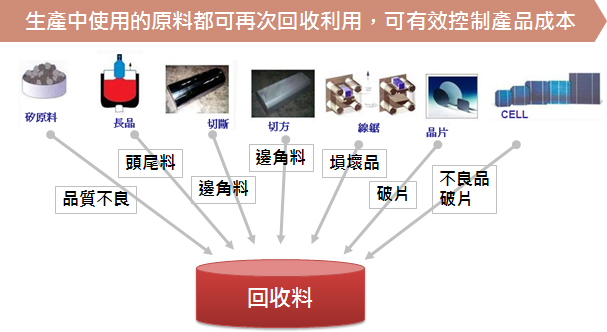 生產中使用的原料都可再次回收利用，可有效控制產品成本
矽原料
長晶
切斷
切方
線鋸
晶片
CELL
頭尾料
邊角料
損壞品
不良品
破片
品質不良
邊角料
破片
回收料